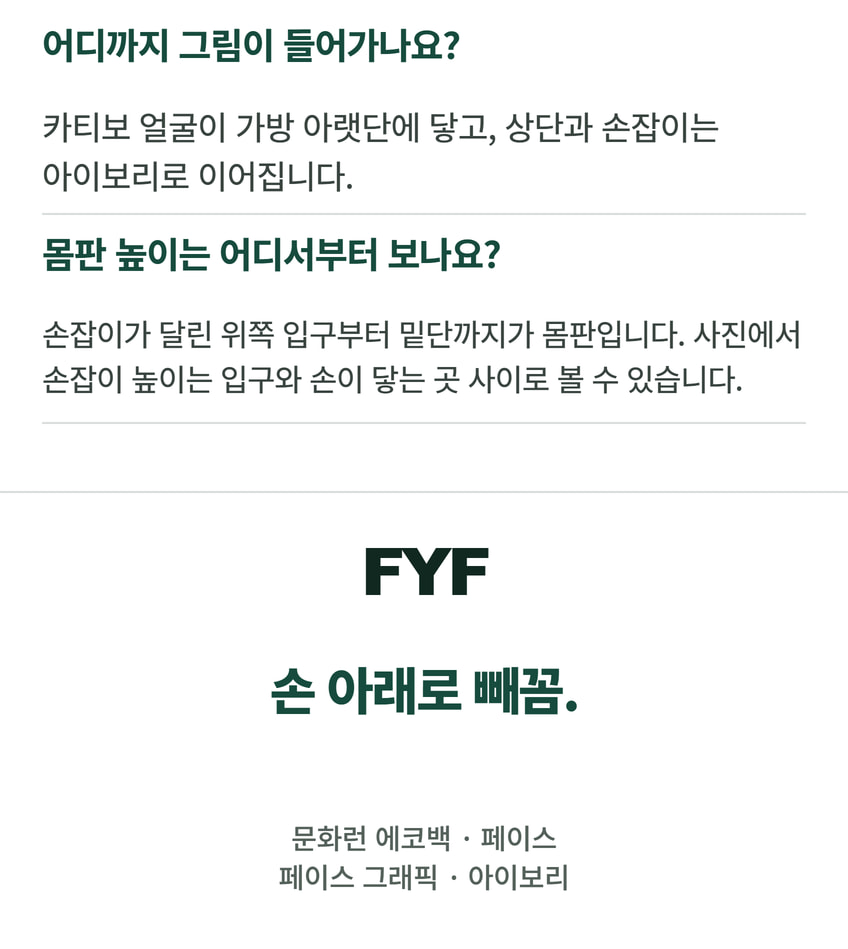 어디까지 그림이 들어가나요?
카티보 얼굴이 가방 아랫단에 닿고, 상단과 손잡이는
아이보리로 이어집니다.
몸판 높이는 어디서부터 보나요?
손잡이가 달린 위쪽 입구부터 밑단까지가 몸판입니다. 사진에서
손잡이 높이는 입구와 손이 닿는 곳 사이로 볼 수 있습니다.
FYF
손 아래로 빼꼼.
문화런 에코백 · 페이스
페이스 그래픽 · 아이보리